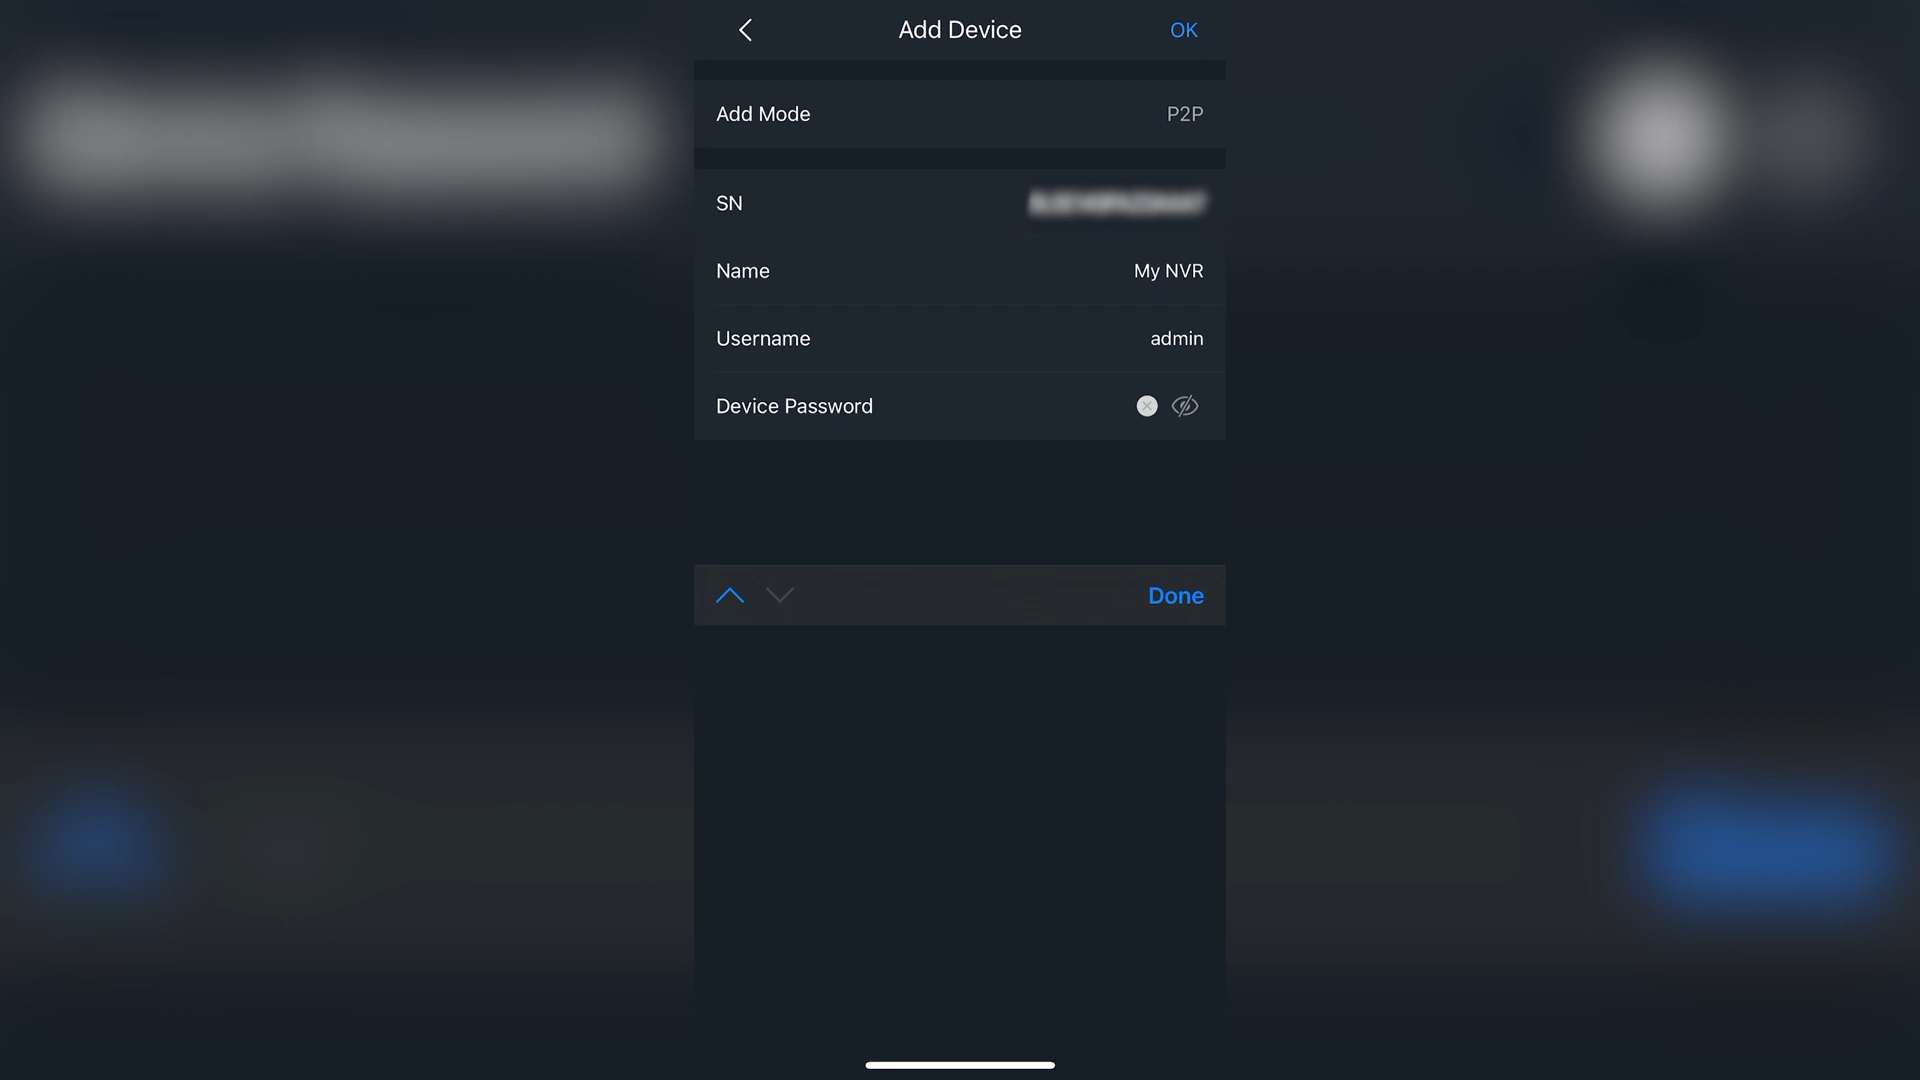 Add Device
OK
Add Mode
P2P
SN
Name
My NVR
Username
admin
Device Password
Done